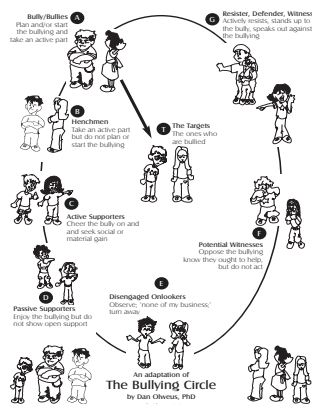 Bully/Bullies
A
Plan and/or start
the bullying and
take an active part
G
Resister, Defender, Witness
Actively resists, stands up to
the bully, speaks out against
the bullying
B
Henchmen
Take an active part
but do not plan or
start the bullying
T
The Targets
The ones who
are bullied
C
Active Supporters
Cheer the bully on and
and seek social or
material gain
F
Potential Witnesses
Oppose the bullying
know they ought to help,
but do not act
D
Passive Supporters
Enjoy the bullying but do
not show open support
E
Disengaged Onlookers
Observe; 'none of my business;'
turn away
An adaptation of
The Bullying Circle
by Dan Olweus, PhD